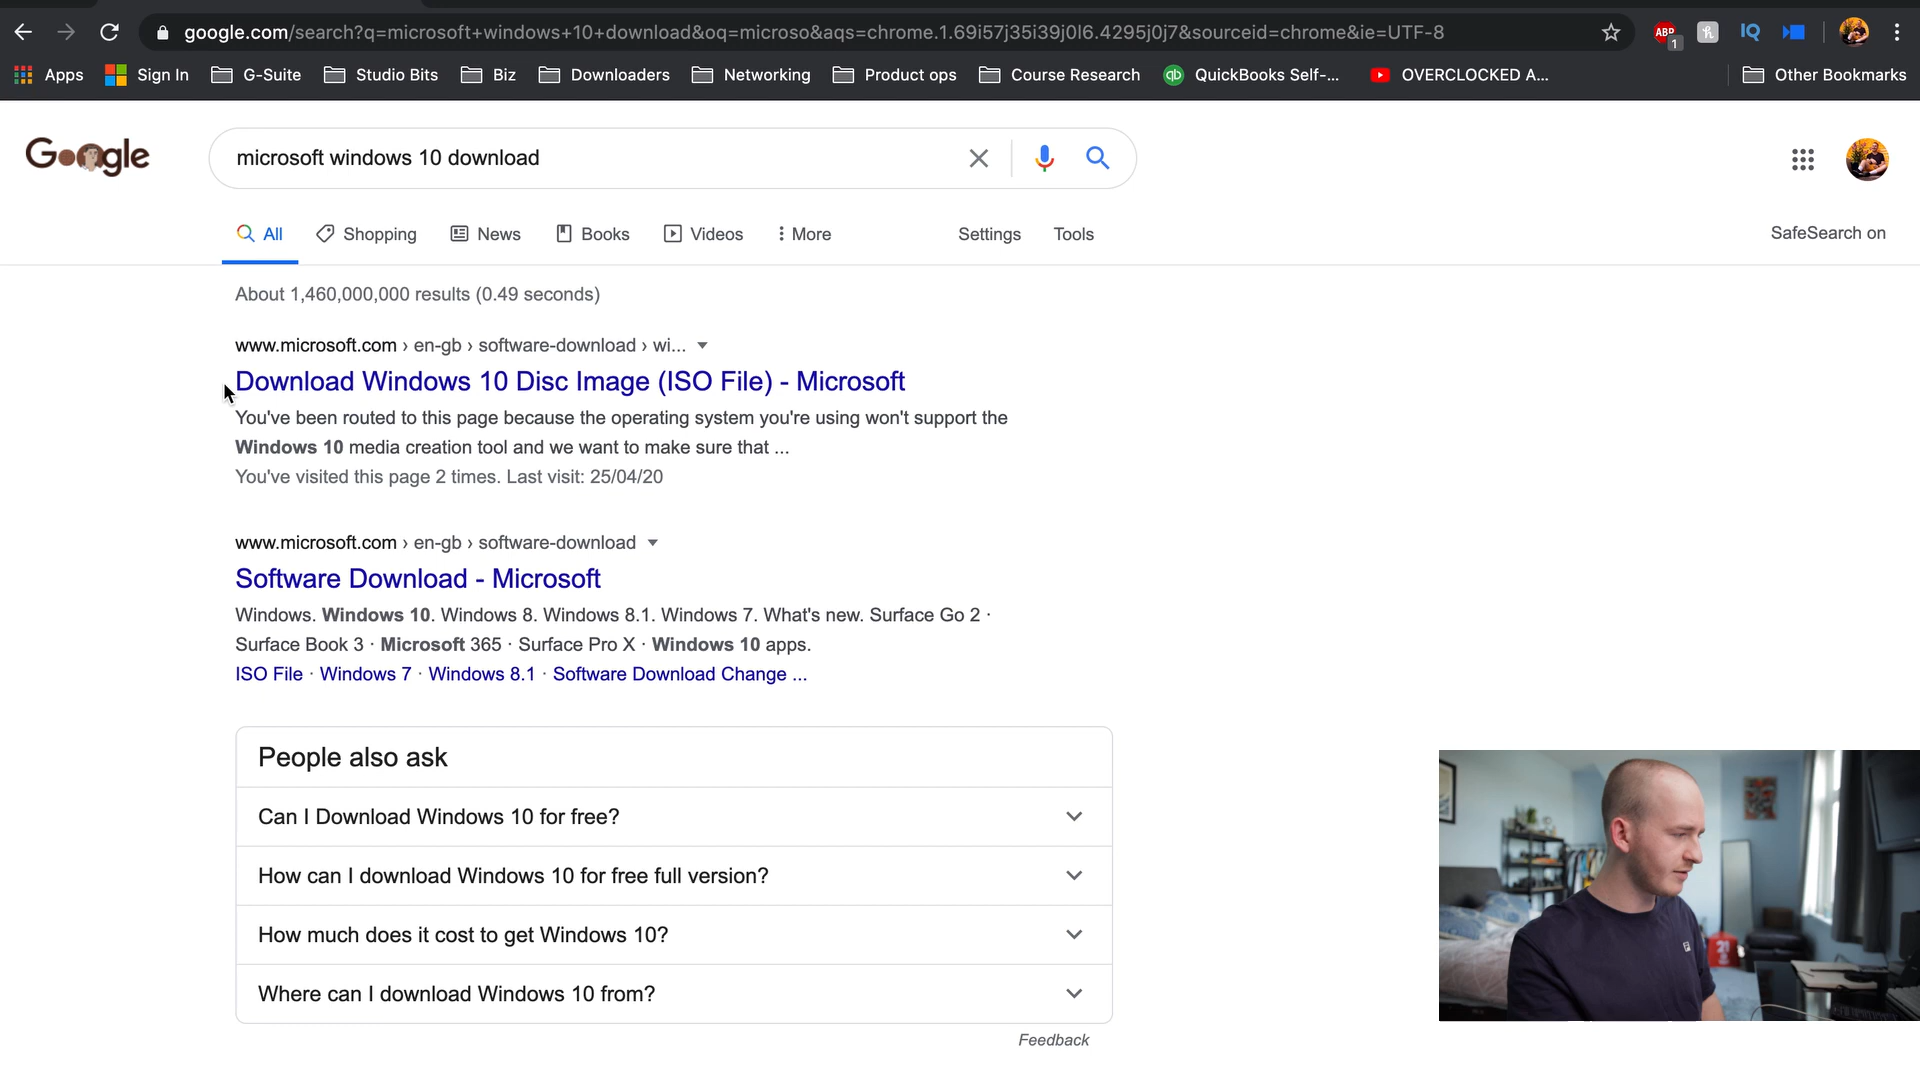 google.com/search?q=microsoft+windows+10+download&oq=microso&aqs=chrome.1.69i57j35i39j0l6.4295j0j7&sourceid=chrome&ie=UTF-8
ABP
1
IQ
Apps
Sign In
G-Suite
Studio Bits
Biz
Downloaders
Networking
Product ops
Course Research
qb
QuickBooks Self-...
OVERCLOCKED A...
Other Bookmarks
Google
microsoft windows 10 download
All
Shopping
News
Books
Videos
More
Settings
Tools
SafeSearch on
About 1,460,000,000 results (0.49 seconds)
www.microsoft.com › en-gb › software-download › wi...
Download Windows 10 Disc Image (ISO File) - Microsoft
You've been routed to this page because the operating system you're using won't support the
Windows 10 media creation tool and we want to make sure that ...
You've visited this page 2 times. Last visit: 25/04/20
www.microsoft.com › en-gb › software-download
Software Download - Microsoft
Windows. Windows 10. Windows 8. Windows 8.1. Windows 7. What's new. Surface Go 2 ·
Surface Book 3 · Microsoft 365 · Surface Pro X · Windows 10 apps.
ISO File · Windows 7 · Windows 8.1 · Software Download Change ...
People also ask
Can I Download Windows 10 for free?
How can I download Windows 10 for free full version?
How much does it cost to get Windows 10?
Where can I download Windows 10 from?
Feedback